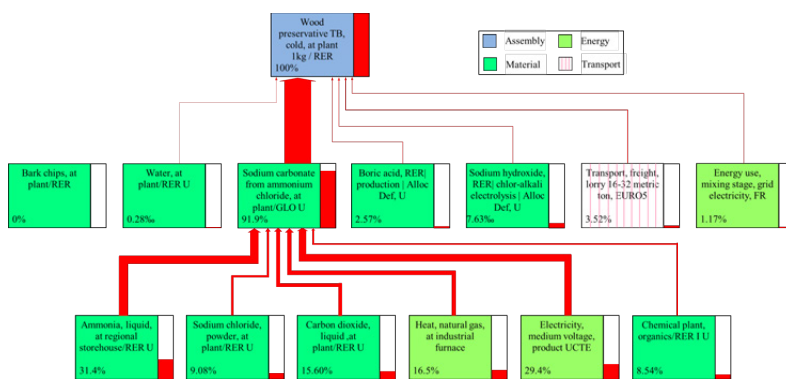 Wood
preservative TB,
cold, at plant
1kg / RER
100%
Assembly
Energy
Material
Transport
Bark chips, at
plant/RER
0%
Water, at
plant/RER U
0.28‰
Sodium carbonate
from ammonium
chloride, at
plant/GLO U
91.9%
Boric acid, RER|
production | Alloc
Def, U
2.57%
Sodium hydroxide,
RER| chlor-alkali
electrolysis | Alloc
Def, U
7.63‰
Transport, freight,
lorry 16-32 metric
ton, EURO5
3.52%
Energy use,
mixing stage, grid
electricity, FR
1.17%
Ammonia, liquid,
at regional
storehouse/RER U
31.4%
Sodium chloride,
powder, at
plant/RER U
9.08%
Carbon dioxide,
liquid ,at
plant/RER U
15.60%
Heat, natural gas,
at industrial
furnace
16.5%
Electricity,
medium voltage,
product UCTE
29.4%
Chemical plant,
organics/RER I U
8.54%